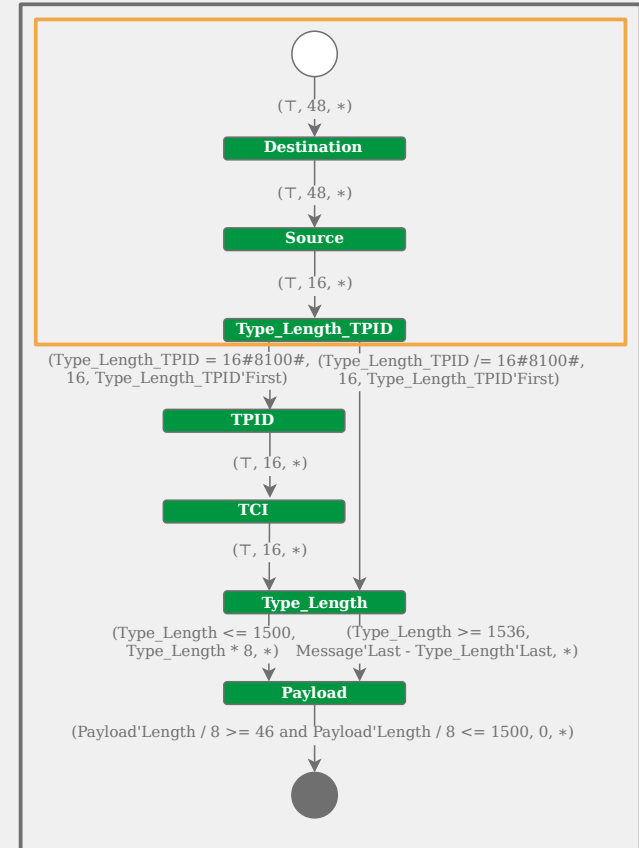 (⊤, 48, ∗)
Destination
(⊤, 48, ∗)
Source
(⊤, 16, ∗)
Type_Length_TPID
(Type_Length_TPID = 16#8100#,
16, Type_Length_TPID'First)
(Type_Length_TPID /= 16#8100#,
16, Type_Length_TPID'First)
TPID
(⊤, 16, ∗)
TCI
(⊤, 16, ∗)
Type_Length
(Type_Length <= 1500,
Type_Length * 8, ∗)
(Type_Length >= 1536,
Message'Last - Type_Length'Last, ∗)
Payload
(Payload'Length / 8 >= 46 and Payload'Length / 8 <= 1500, 0, ∗)